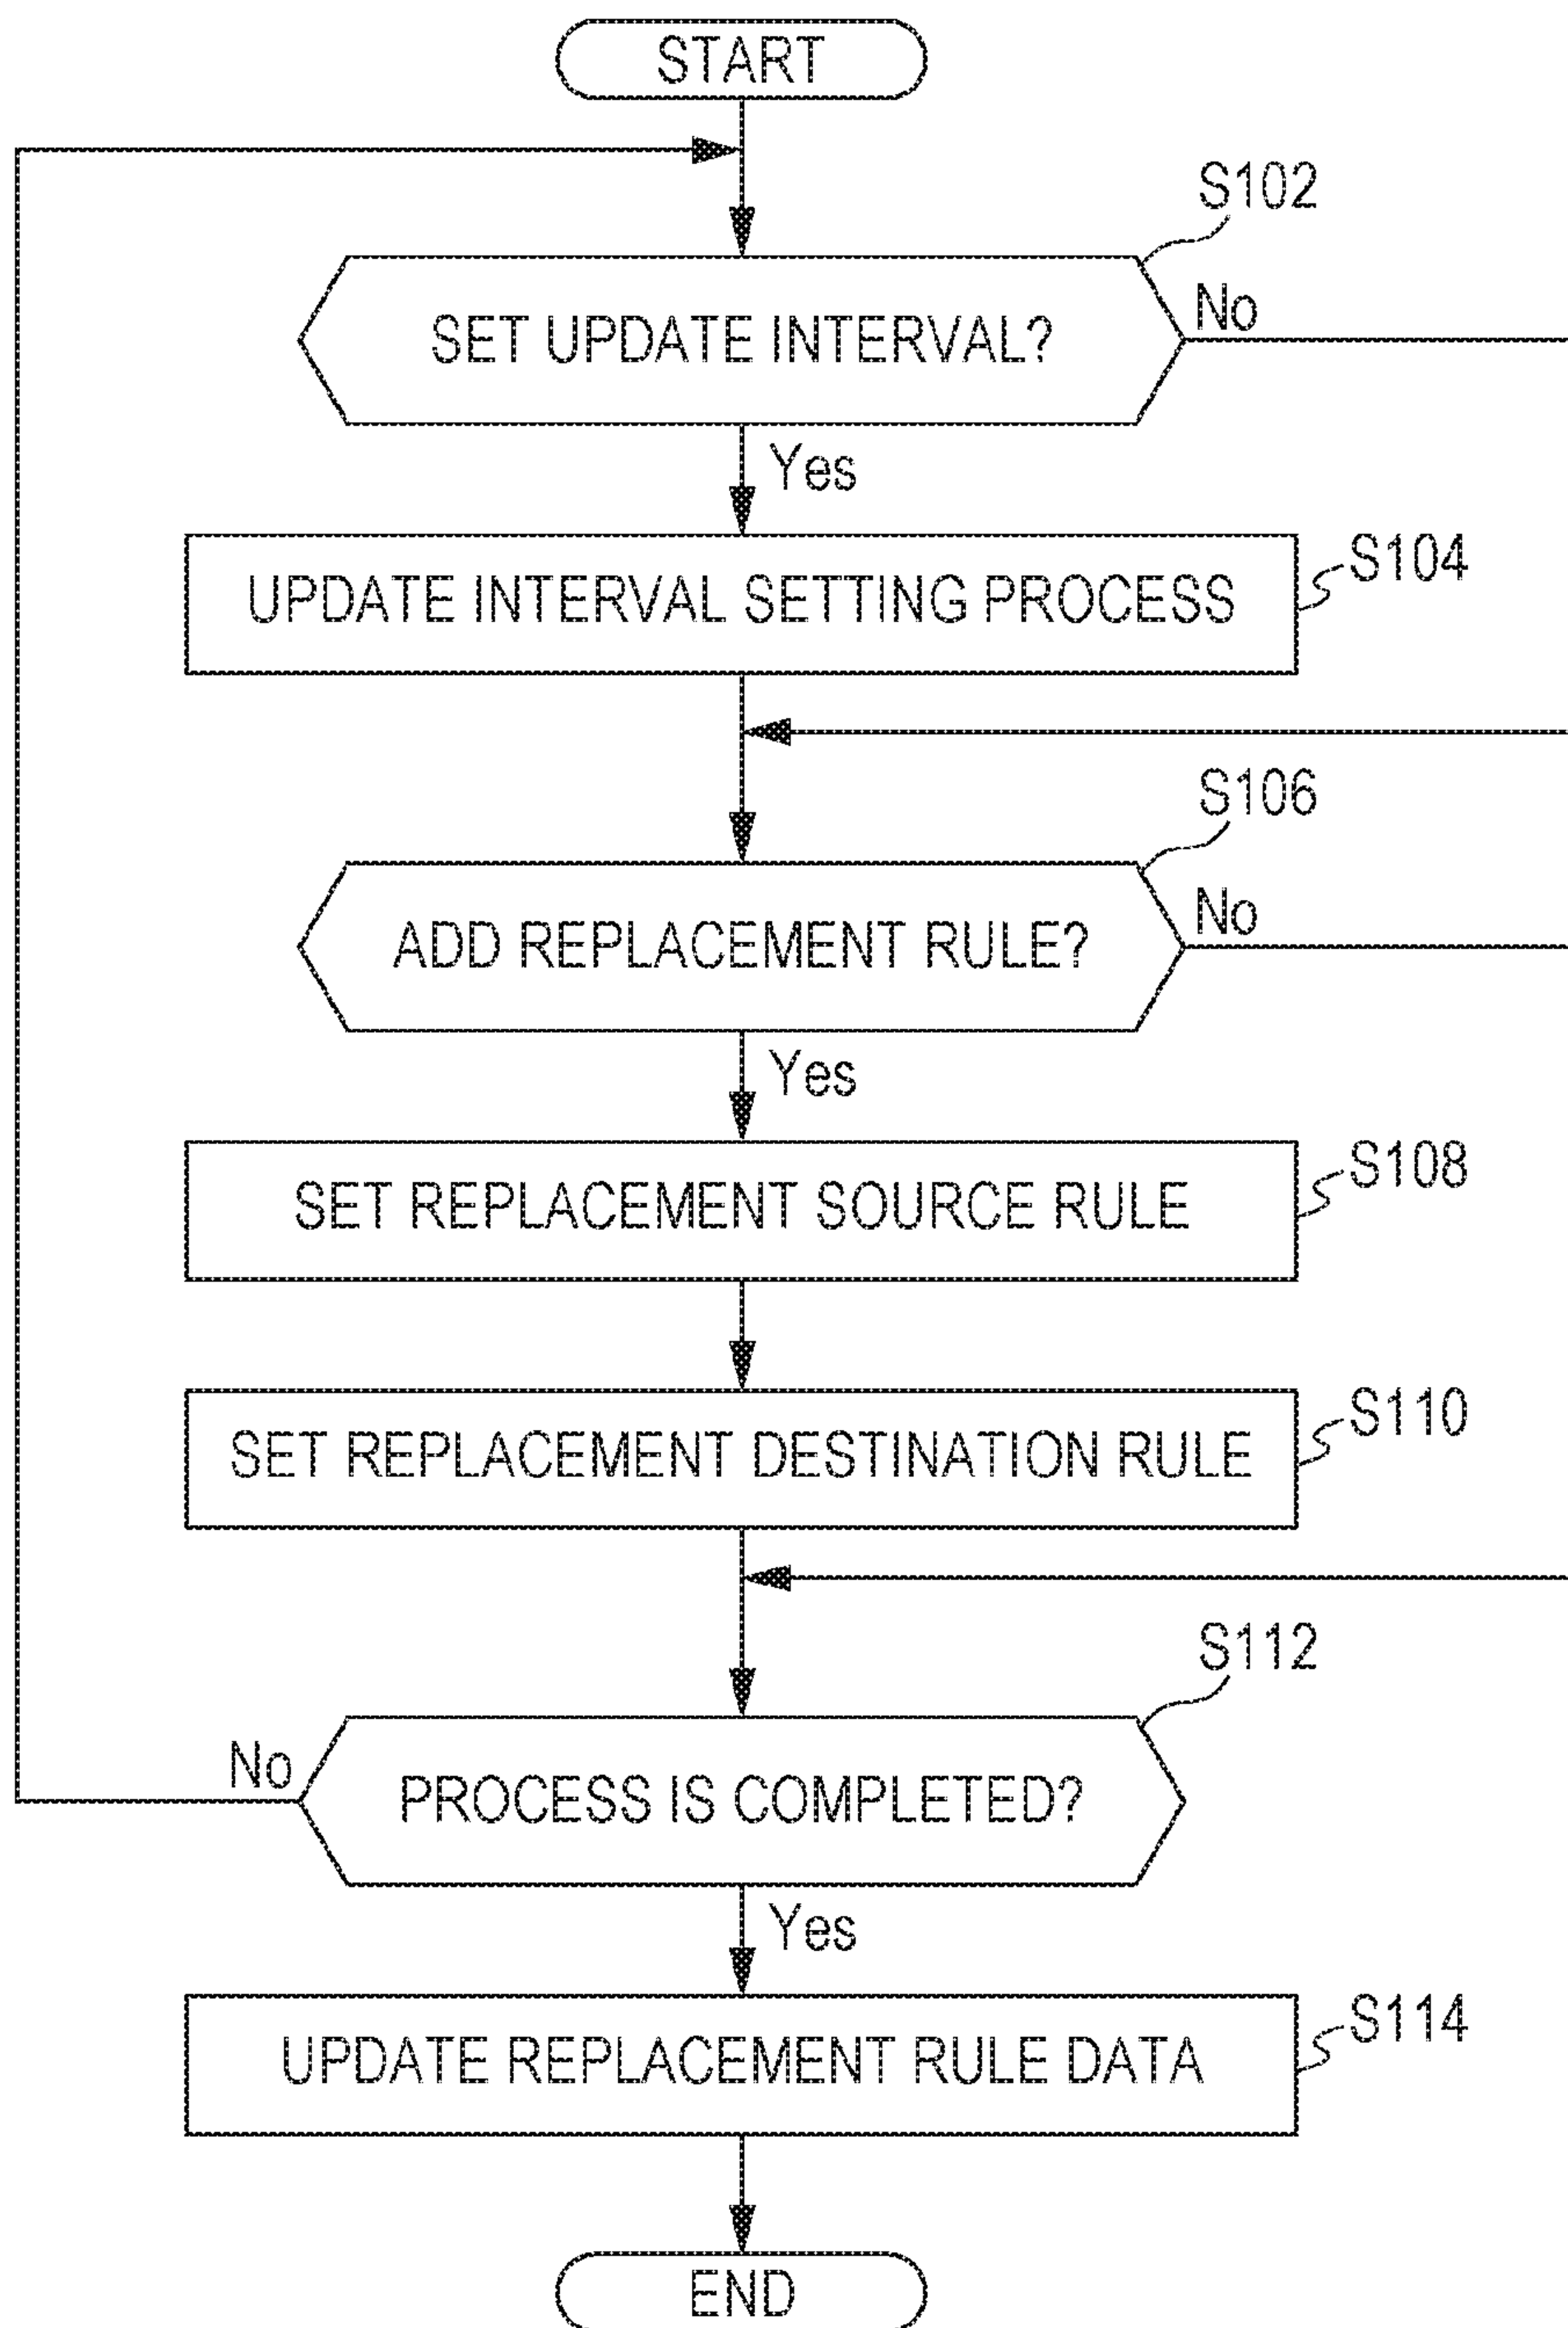 START
S102
SET UPDATE INTERVAL?
No
Yes
UPDATE INTERVAL SETTING PROCESS
S104
S106
ADD REPLACEMENT RULE?
No
Yes
SET REPLACEMENT SOURCE RULE
S108
SET REPLACEMENT DESTINATION RULE
S110
S112
No
PROCESS IS COMPLETED?
Yes
UPDATE REPLACEMENT RULE DATA
S114
END